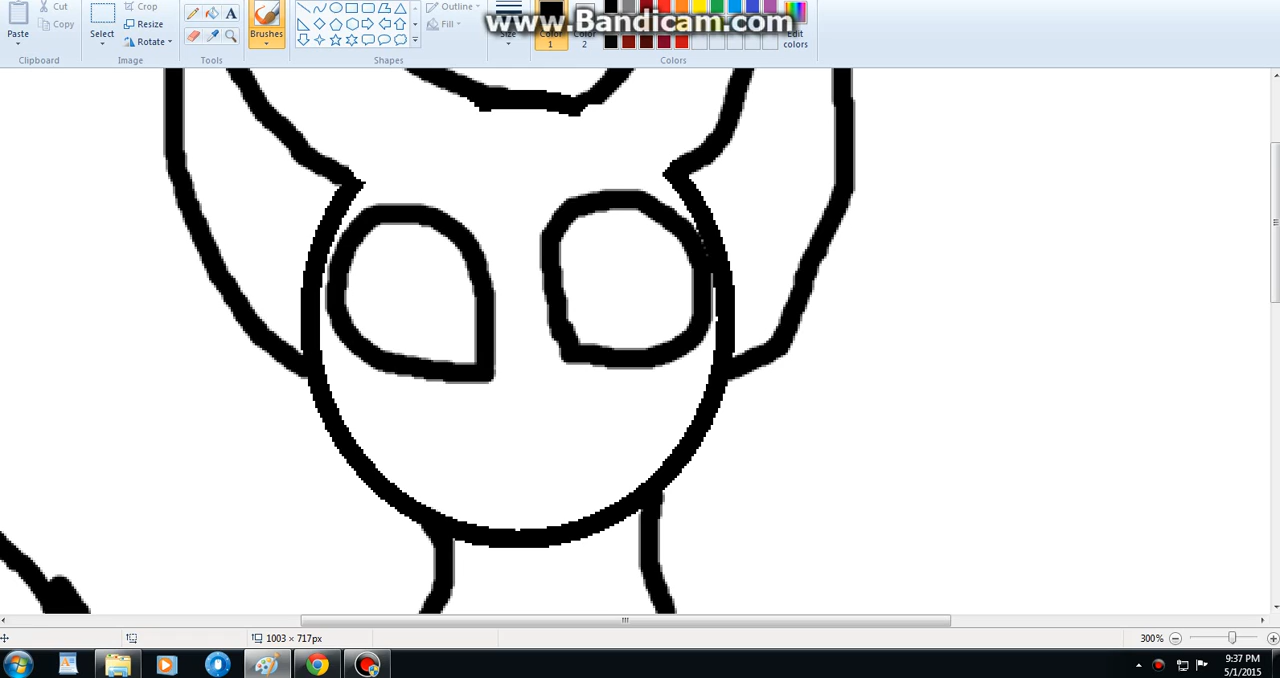 www.Bandicam.com
Cut
Crop
Outline
Copy
Resize
Fill
Paste
Select
Rotate
Brushes
Size
Color 1
Color 2
Edit colors
Clipboard
Image
Tools
Shapes
Colors
A
1003 × 717px
300%
9:37 PM
5/1/2015